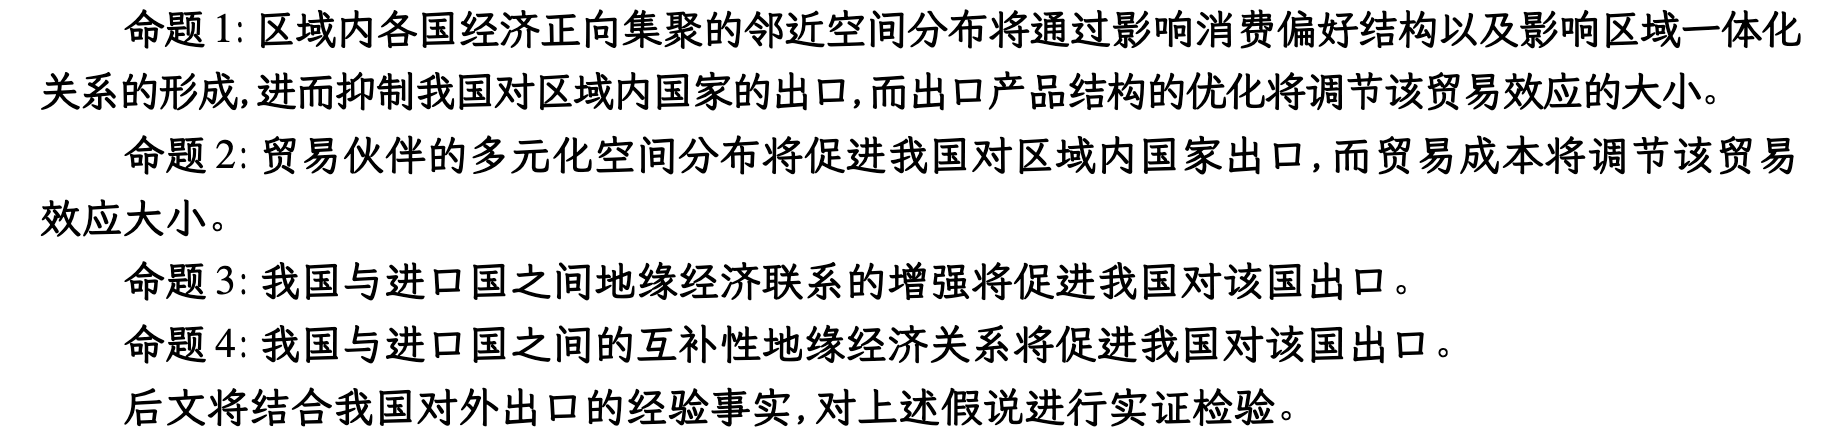 命题 1: 区域内各国经济正向集聚的邻近空间分布将通过影响消费偏好结构以及影响区域一体化
关系的形成,进而抑制我国对区域内国家的出口,而出口产品结构的优化将调节该贸易效应的大小。
命题 2: 贸易伙伴的多元化空间分布将促进我国对区域内国家出口,而贸易成本将调节该贸易
效应大小。
命题 3: 我国与进口国之间地缘经济联系的增强将促进我国对该国出口。
命题 4: 我国与进口国之间的互补性地缘经济关系将促进我国对该国出口。
后文将结合我国对外出口的经验事实,对上述假说进行实证检验。